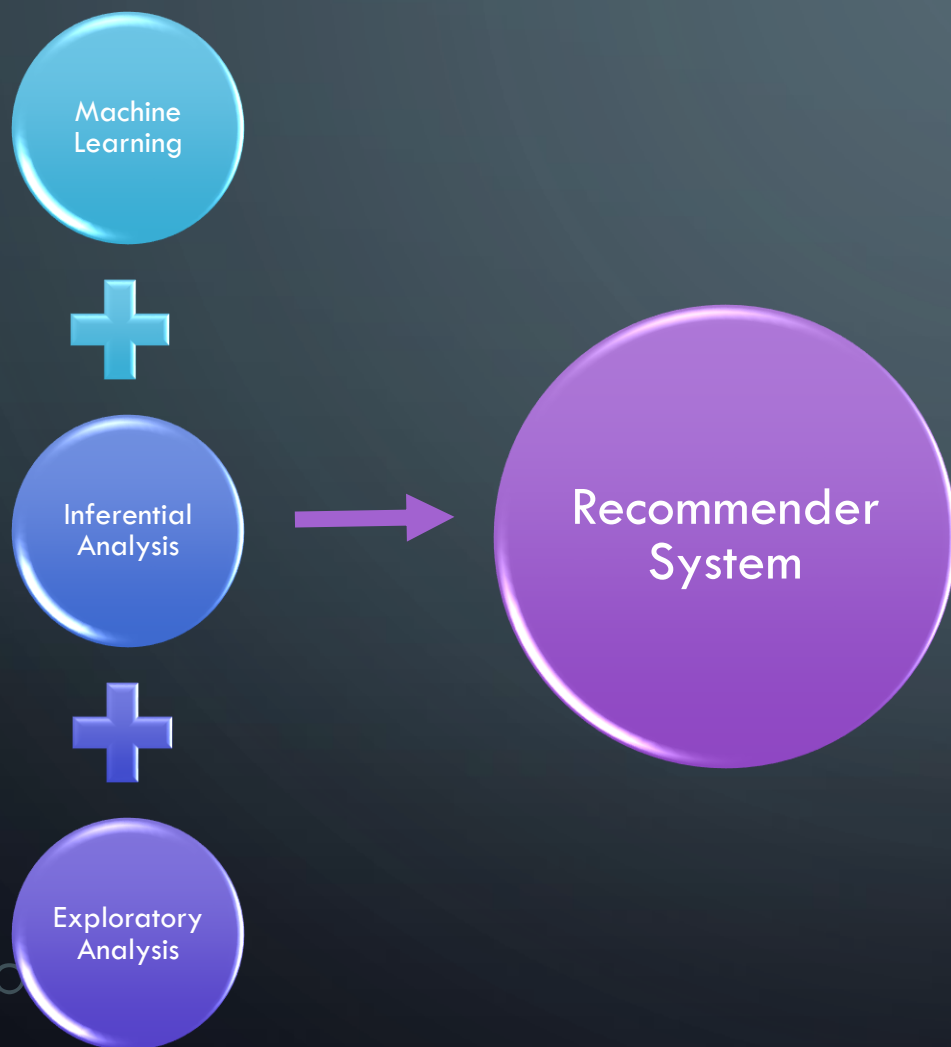 Machine
Learning
Inferential
Analysis
Exploratory
Analysis
Recommender
System